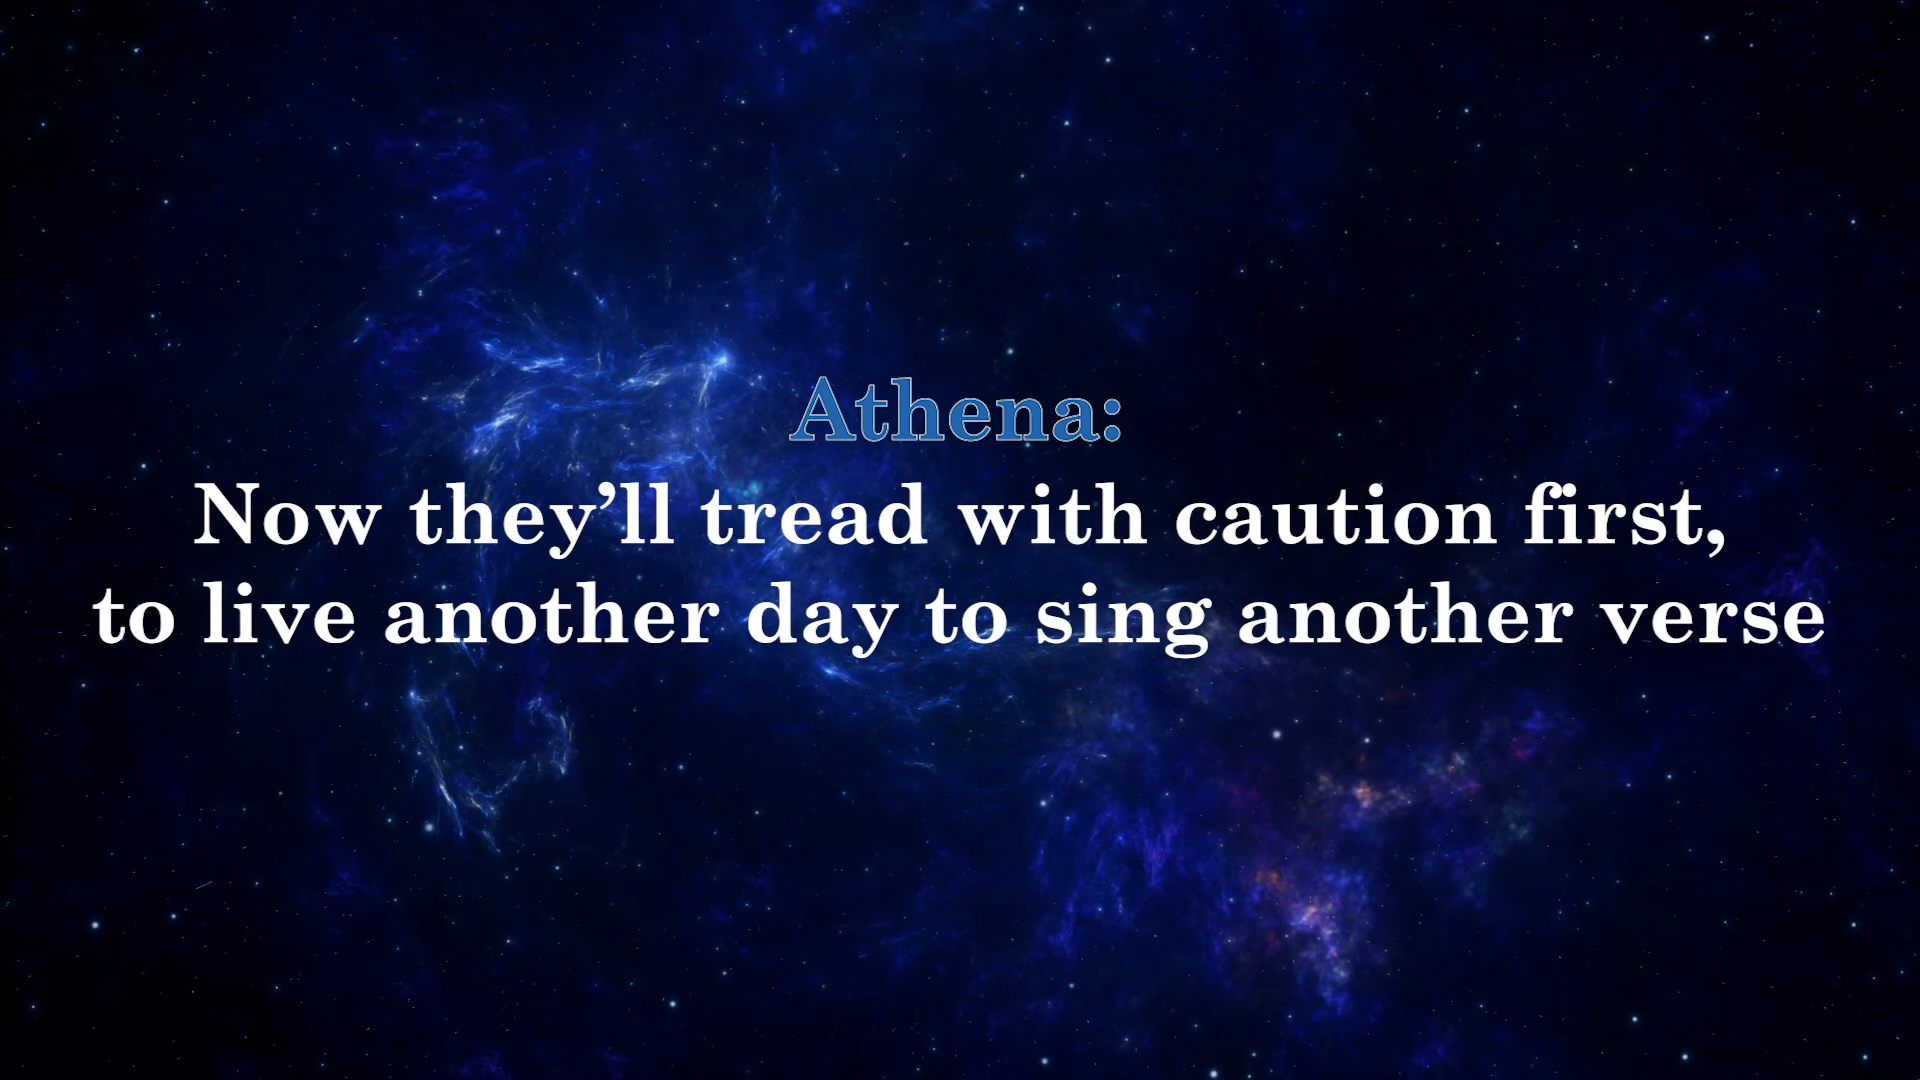 Athena:
Now they’ll tread with caution first,
to live another day to sing another verse